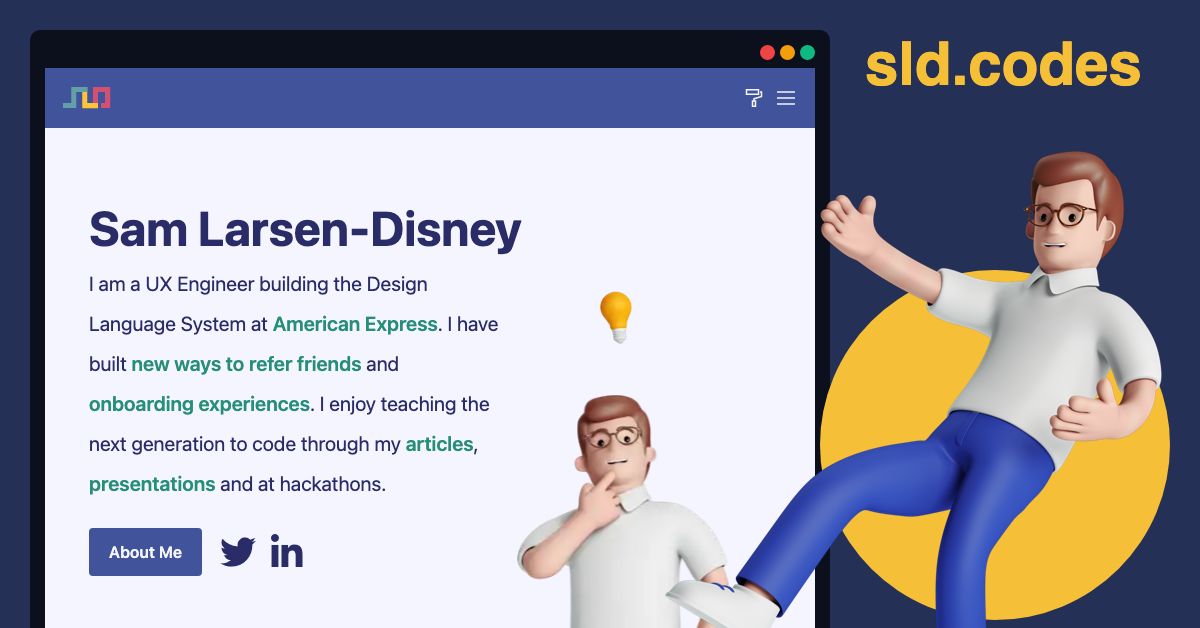 sld.codes
SLD
Sam Larsen-Disney
I am a UX Engineer building the Design
Language System at American Express. I have
built new ways to refer friends and
onboarding experiences. I enjoy teaching the
next generation to code through my articles,
presentations and at hackathons.
About Me
in